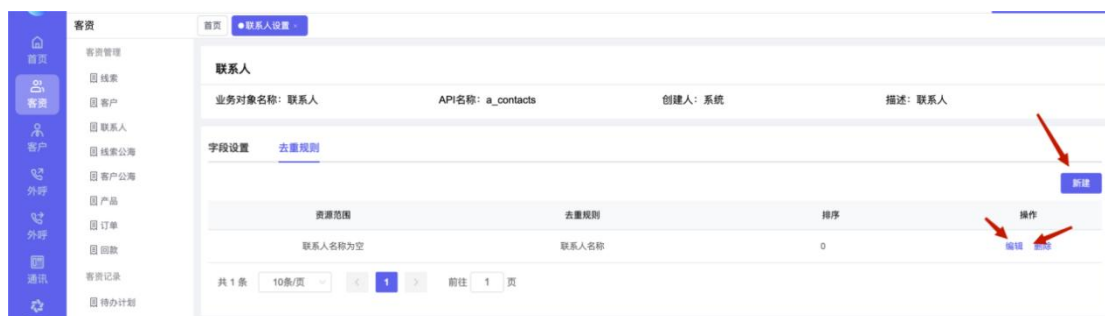 客资
首页 联系人设置
首页
客资
客户
外呼
外呼
通讯
客资管理
线索
客户
联系人
线索公海
客户公海
产品
订单
回款
客资记录
待办计划
联系人
业务对象名称：联系人 API名称：a_contacts 创建人：系统 描述：联系人
字段设置 去重规则
新建
资源范围 去重规则 排序 操作
联系人名称为空 联系人名称 0 编辑 删除
共 1 条 10条/页 < 1 > 前往 1 页